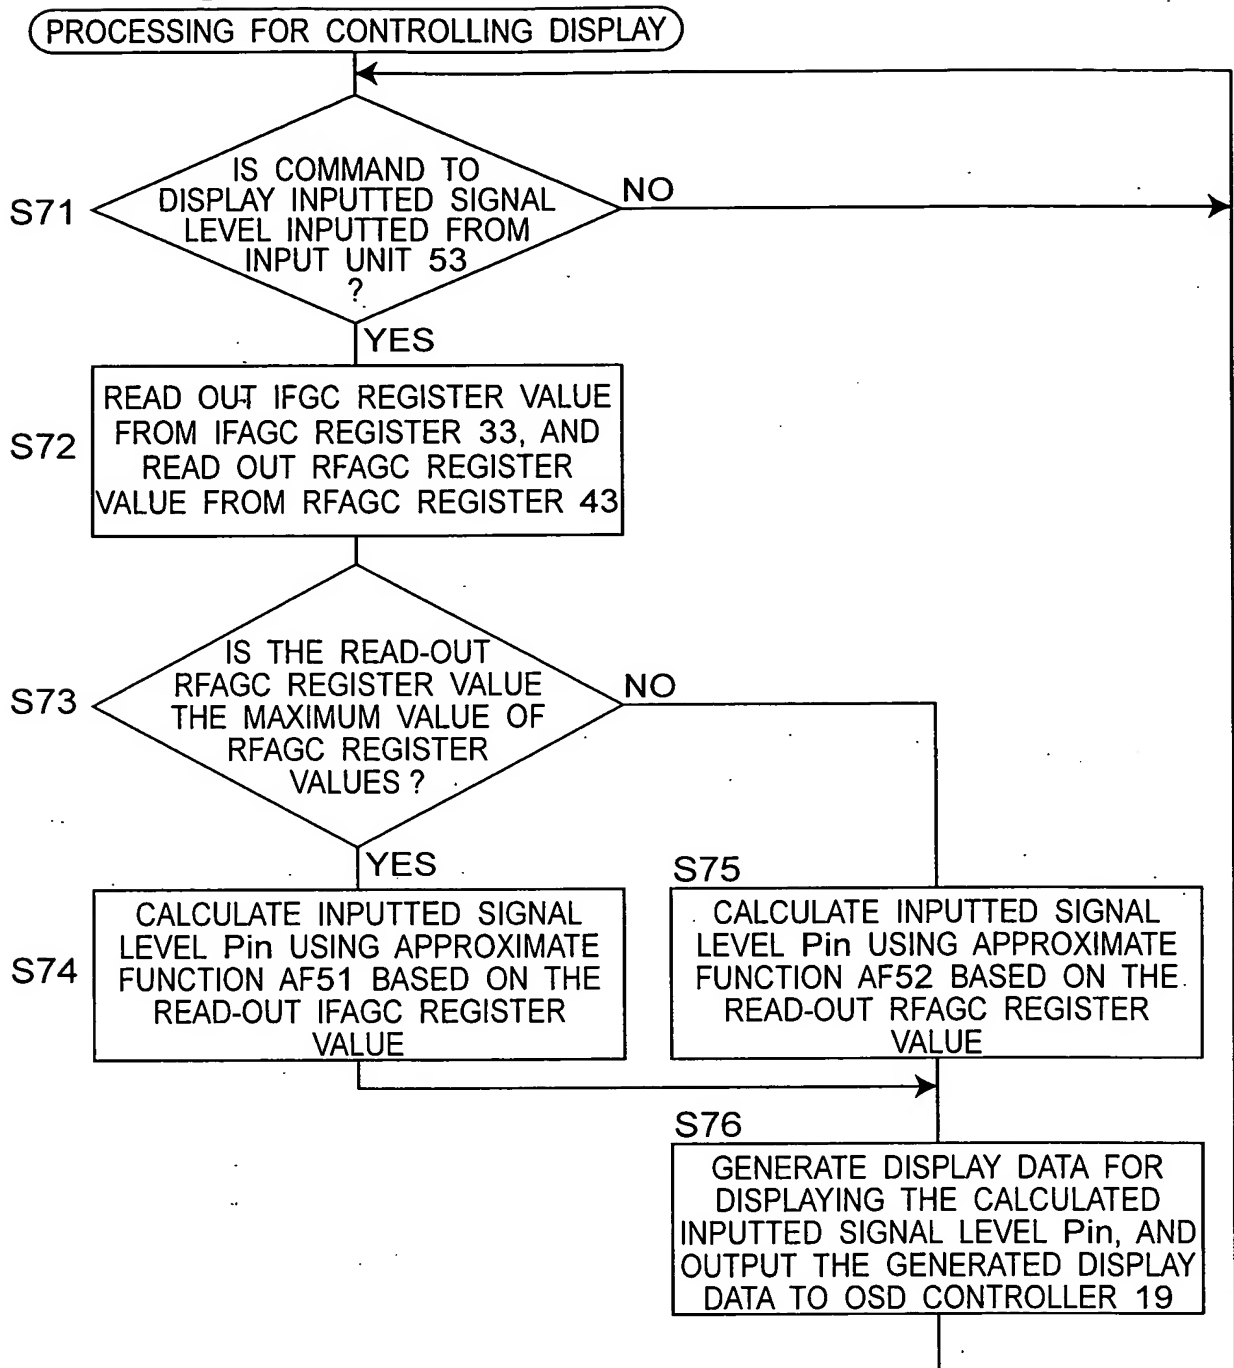 PROCESSING FOR CONTROLLING DISPLAY
S71
IS COMMAND TO
DISPLAY INPUTTED SIGNAL
LEVEL INPUTTED FROM
INPUT UNIT 53
?
NO
YES
S72
READ OUT IFGC REGISTER VALUE
FROM IFAGC REGISTER 33, AND
READ OUT RFAGC REGISTER
VALUE FROM RFAGC REGISTER 43
S73
IS THE READ-OUT
RFAGC REGISTER VALUE
THE MAXIMUM VALUE OF
RFAGC REGISTER
VALUES ?
NO
YES
S74
CALCULATE INPUTTED SIGNAL
LEVEL Pin USING APPROXIMATE
FUNCTION AF51 BASED ON THE
READ-OUT IFAGC REGISTER
VALUE
S75
CALCULATE INPUTTED SIGNAL
LEVEL Pin USING APPROXIMATE
FUNCTION AF52 BASED ON THE
READ-OUT RFAGC REGISTER
VALUE
S76
GENERATE DISPLAY DATA FOR
DISPLAYING THE CALCULATED
INPUTTED SIGNAL LEVEL Pin, AND
OUTPUT THE GENERATED DISPLAY
DATA TO OSD CONTROLLER 19